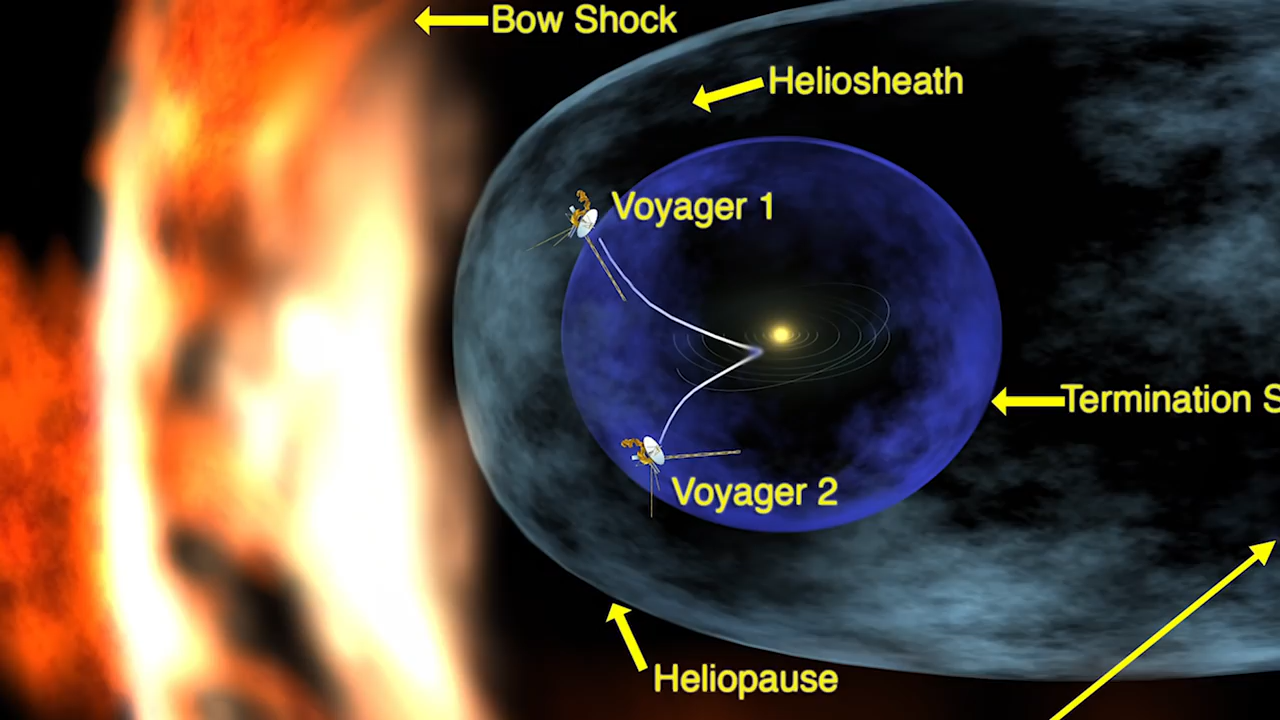 Bow Shock
Heliosheath
Voyager 1
Termination S
Voyager 2
Heliopause